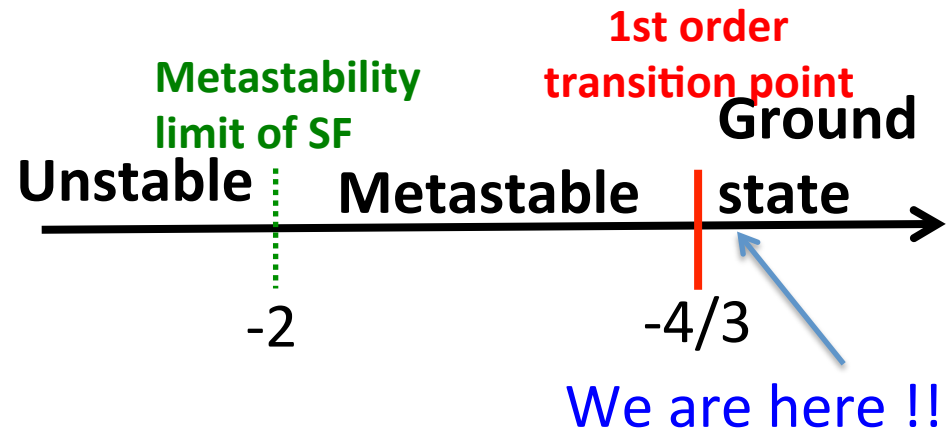 1st order
transition point
Metastability
limit of SF
Ground
state
Unstable
Metastable
-2
-4/3
We are here !!